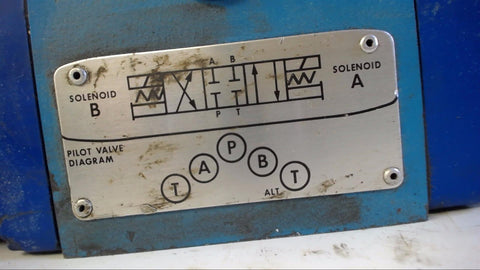 A B
SOLENOID B
SOLENOID A
P T
PILOT VALVE
DIAGRAM
T A P B T
ALT.